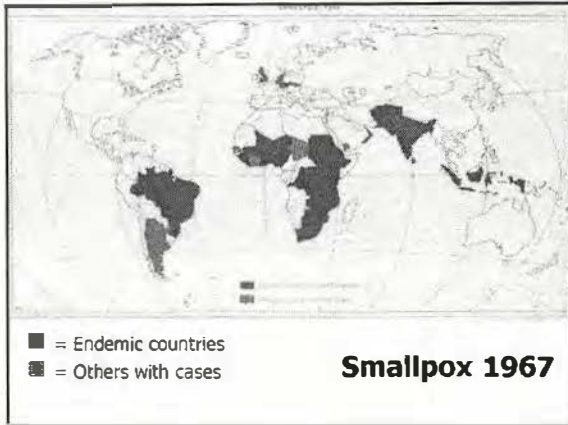 = Endemic countries
= Others with cases
Smallpox 1967